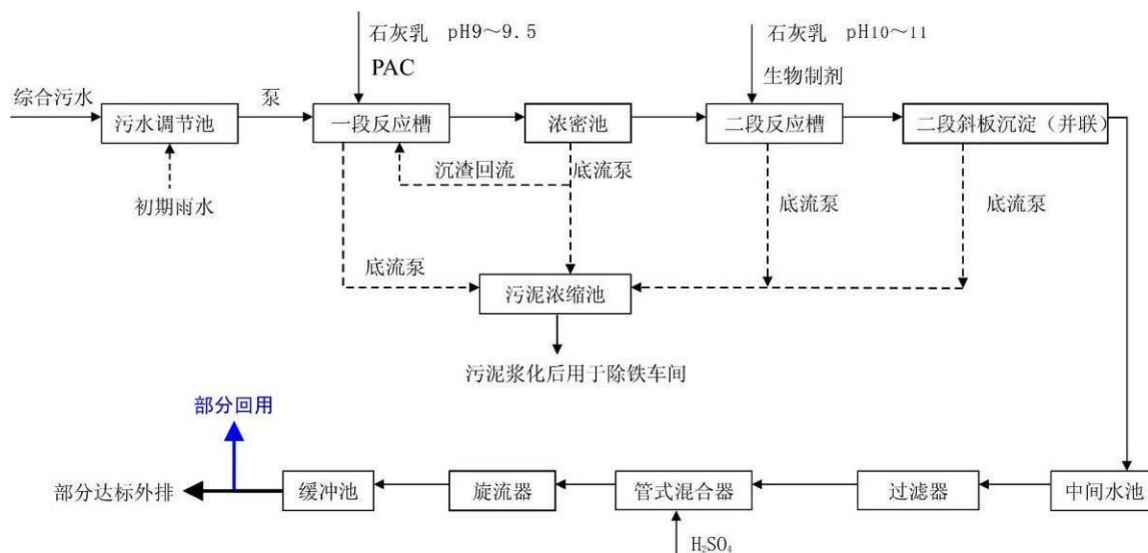 石灰乳 pH9～9.5
PAC
石灰乳 pH10～11
生物制剂
综合污水
污水调节池
泵
一段反应槽
浓密池
二段反应槽
二段斜板沉淀（并联）
初期雨水
沉渣回流
底流泵
底流泵
底流泵
底流泵
污泥浓缩池
污泥浆化后用于除铁车间
部分回用
部分达标外排
缓冲池
旋流器
管式混合器
过滤器
中间水池
H₂SO₄